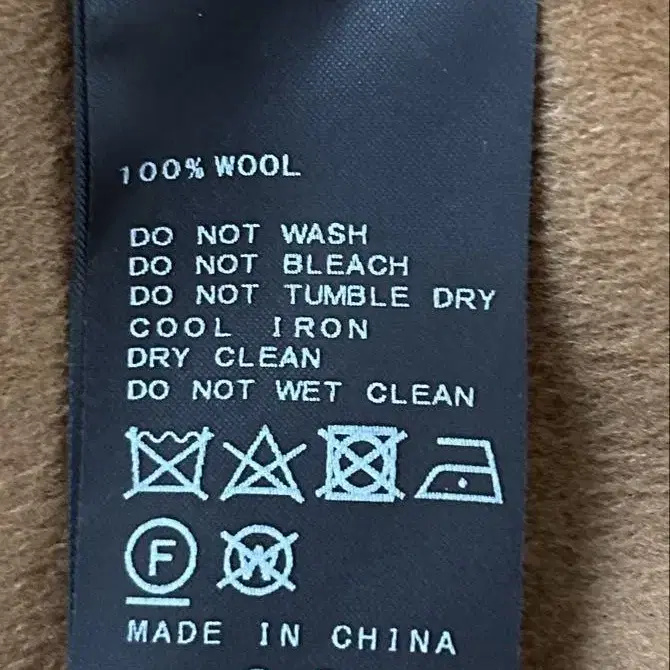 100% WOOL
DO NOT WASH
DO NOT BLEACH
DO NOT TUMBLE DRY
COOL IRON
DRY CLEAN
DO NOT WET CLEAN
F W
MADE IN CHINA